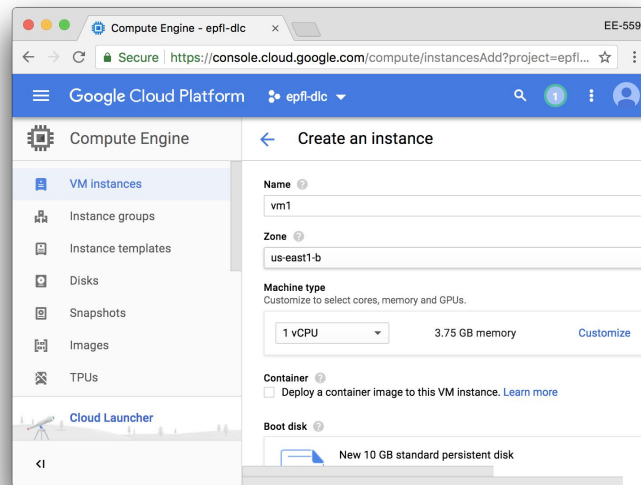 Compute Engine - epfl-dlc
EE-559
Secure https://console.cloud.google.com/compute/instancesAdd?project=epfl...
Google Cloud Platform
epfl-dlc
1
Compute Engine
Create an instance
VM instances
Instance groups
Instance templates
Disks
Snapshots
Images
TPUs
Cloud Launcher
Name
vm1
Zone
us-east1-b
Machine type
Customize to select cores, memory and GPUs.
1 vCPU
3.75 GB memory
Customize
Container
Deploy a container image to this VM instance. Learn more
Boot disk
New 10 GB standard persistent disk